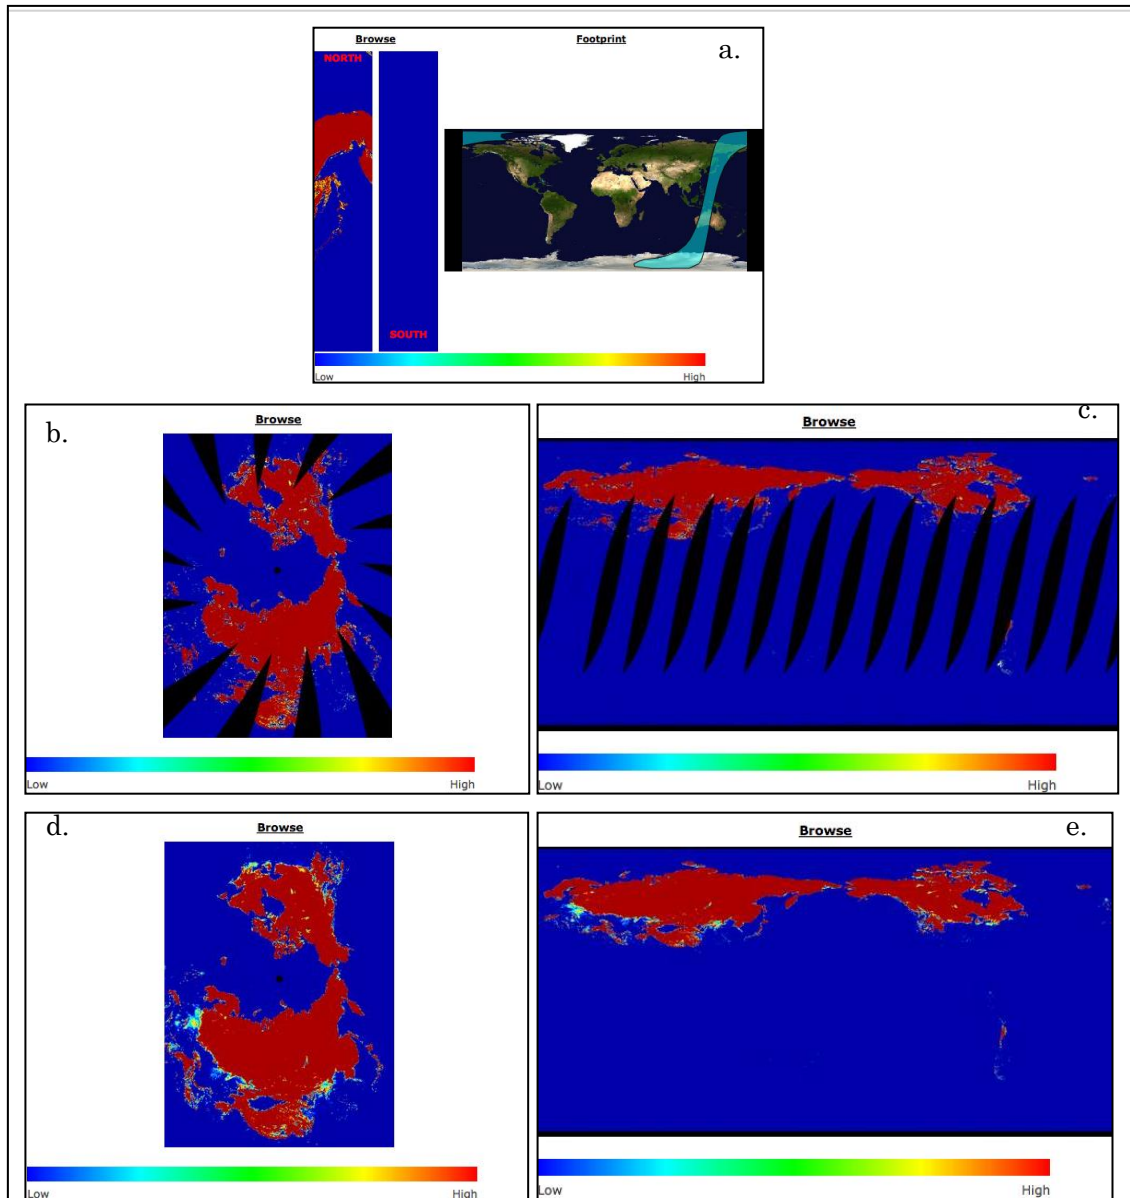 Browse
Footprint
a.
NORTH
SOUTH
Low
High
b.
Browse
Low
High
c.
Browse
Low
High
d.
Browse
Low
High
e.
Browse
Low
High